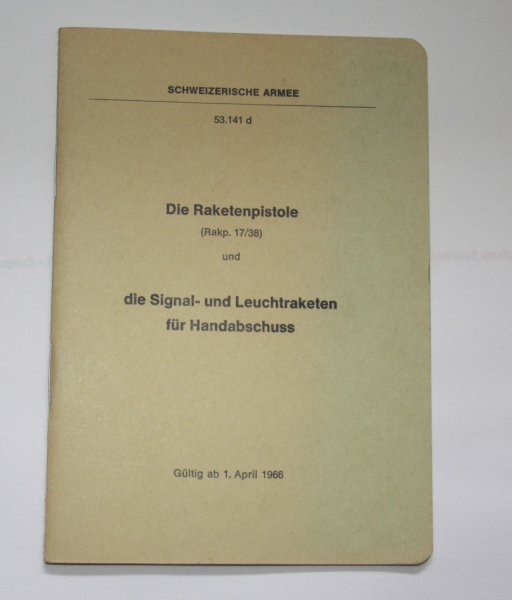 SCHWEIZERISCHE ARMEE
53.141 d
Die Raketenpistole
(Rakp. 17/38)
und
die Signal- und Leuchtraketen
für Handabschuss
Gültig ab 1. April 1966